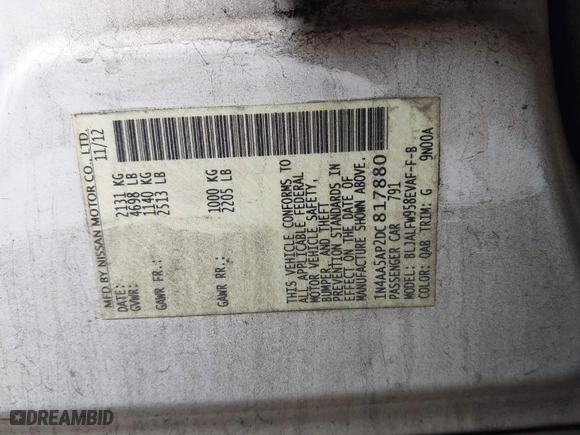 MFD BY NISSAN MOTOR CO., LTD.
DATE: 11/12
GVWR: 2131 KG
4698 LB
GAWR FR: 1140 KG
2513 LB
GAWR RR: 1000 KG
2205 LB
THIS VEHICLE CONFORMS TO
ALL APPLICABLE FEDERAL
MOTOR VEHICLE SAFETY,
BUMPER, AND THEFT
PREVENTION STANDARDS IN
EFFECT ON THE DATE OF
MANUFACTURE SHOWN ABOVE.
1N4AA5AP2DC817880
PASSENGER CAR 791
MODEL: BLJALFW958EVAF-F-B
COLOR: QAB TRIM: G 9N00A
DREAMBID